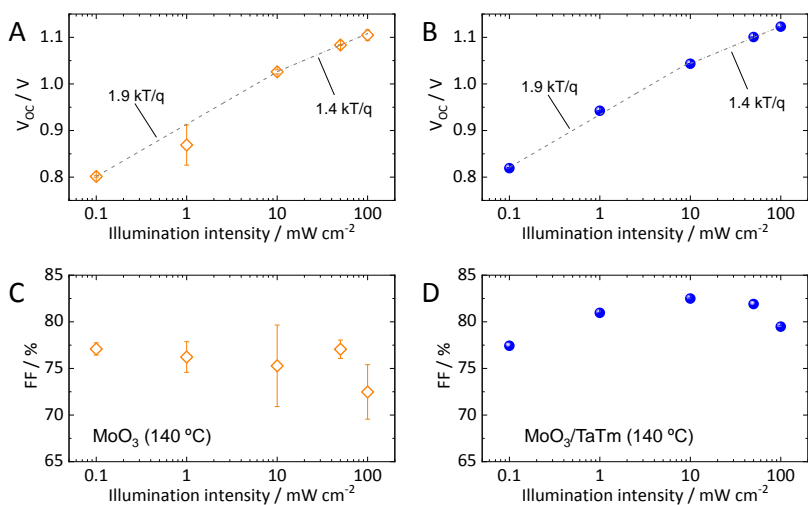 A
V_OC / V
1.1
1.0
0.9
0.8
1.9 kT/q
1.4 kT/q
0.1 1 10 100
Illumination intensity / mW cm⁻²
B
V_OC / V
1.1
1.0
0.9
0.8
1.9 kT/q
1.4 kT/q
0.1 1 10 100
Illumination intensity / mW cm⁻²
C
FF / %
85
80
75
70
65
MoO₃ (140 ºC)
0.1 1 10 100
Illumination intensity / mW cm⁻²
D
FF / %
85
80
75
70
65
MoO₃/TaTm (140 ºC)
0.1 1 10 100
Illumination intensity / mW cm⁻²